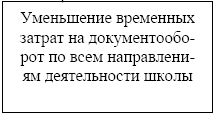 Уменьшение временных
затрат на документообо-
рот по всем направлени-
ям деятельности школы